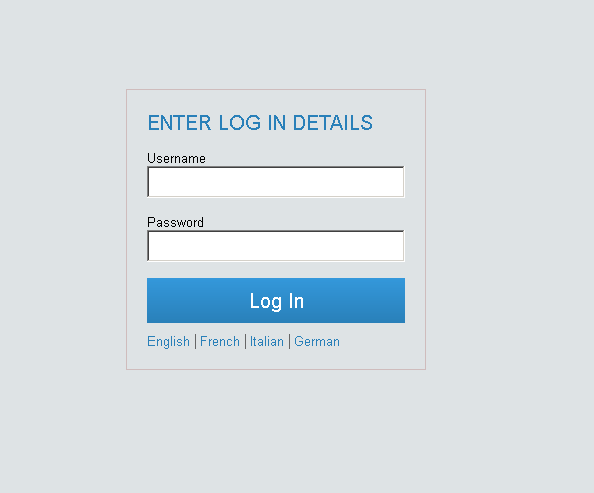 ENTER LOG IN DETAILS
Username
Password
Log In
English | French | Italian | German